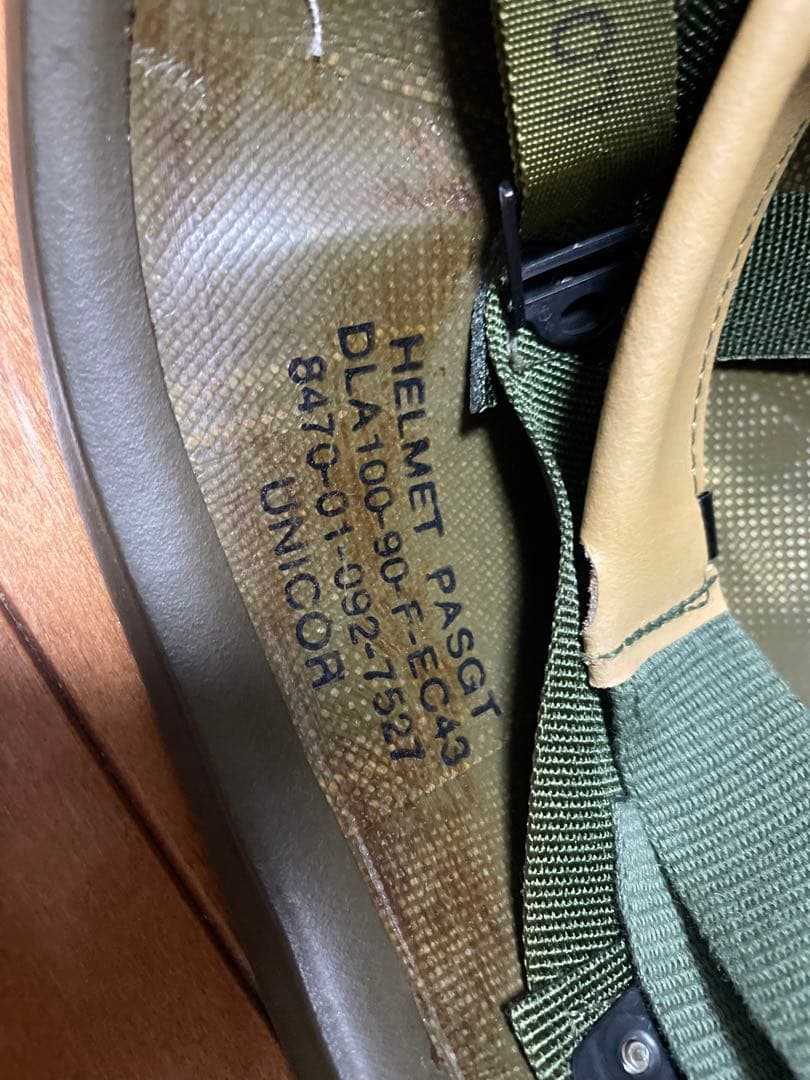 HELMET PASGT
DLA100-90-F-EC43
8470-01-092-7527
UNICOR